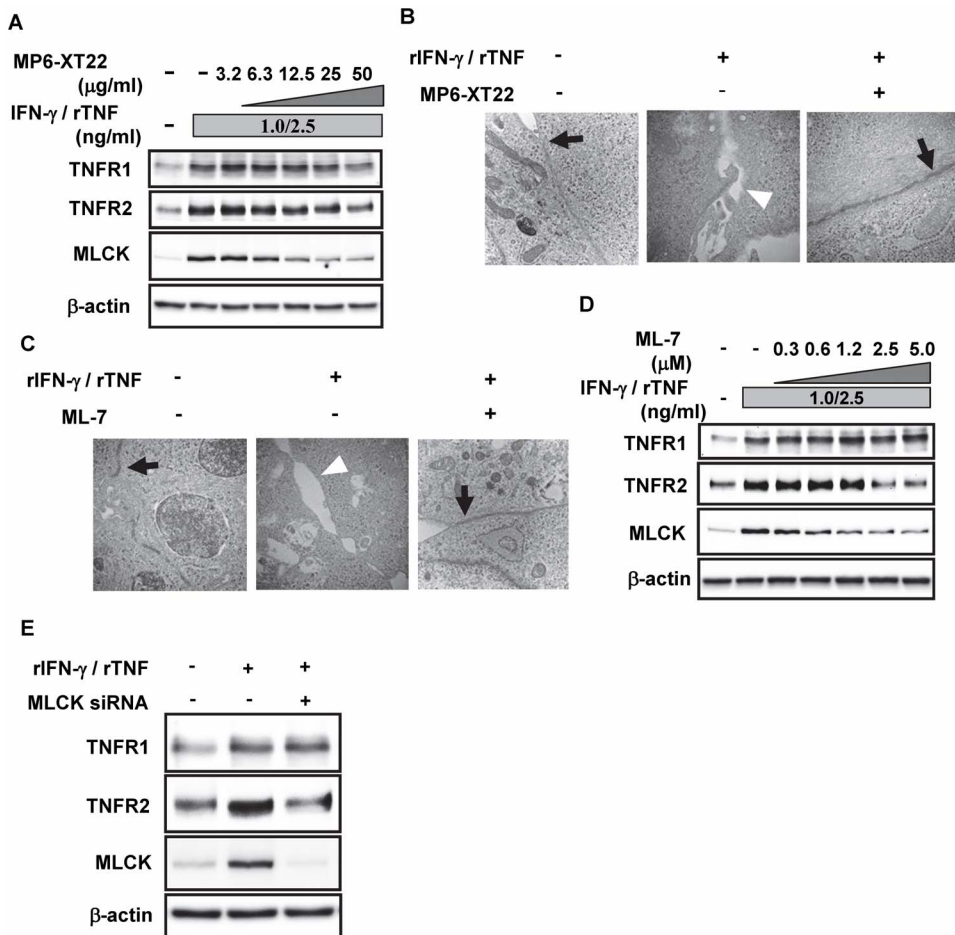 A
MP6-XT22
(μg/ml)
- - 3.2 6.3 12.5 25 50
IFN-γ / rTNF
(ng/ml)
- 1.0/2.5
TNFR1
TNFR2
MLCK
β-actin
B
rIFN-γ / rTNF - + +
MP6-XT22 - - +
C
rIFN-γ / rTNF - + +
ML-7 - - +
D
ML-7
(μM)
- - 0.3 0.6 1.2 2.5 5.0
IFN-γ / rTNF
(ng/ml)
- 1.0/2.5
TNFR1
TNFR2
MLCK
β-actin
E
rIFN-γ / rTNF - + +
MLCK siRNA - - +
TNFR1
TNFR2
MLCK
β-actin